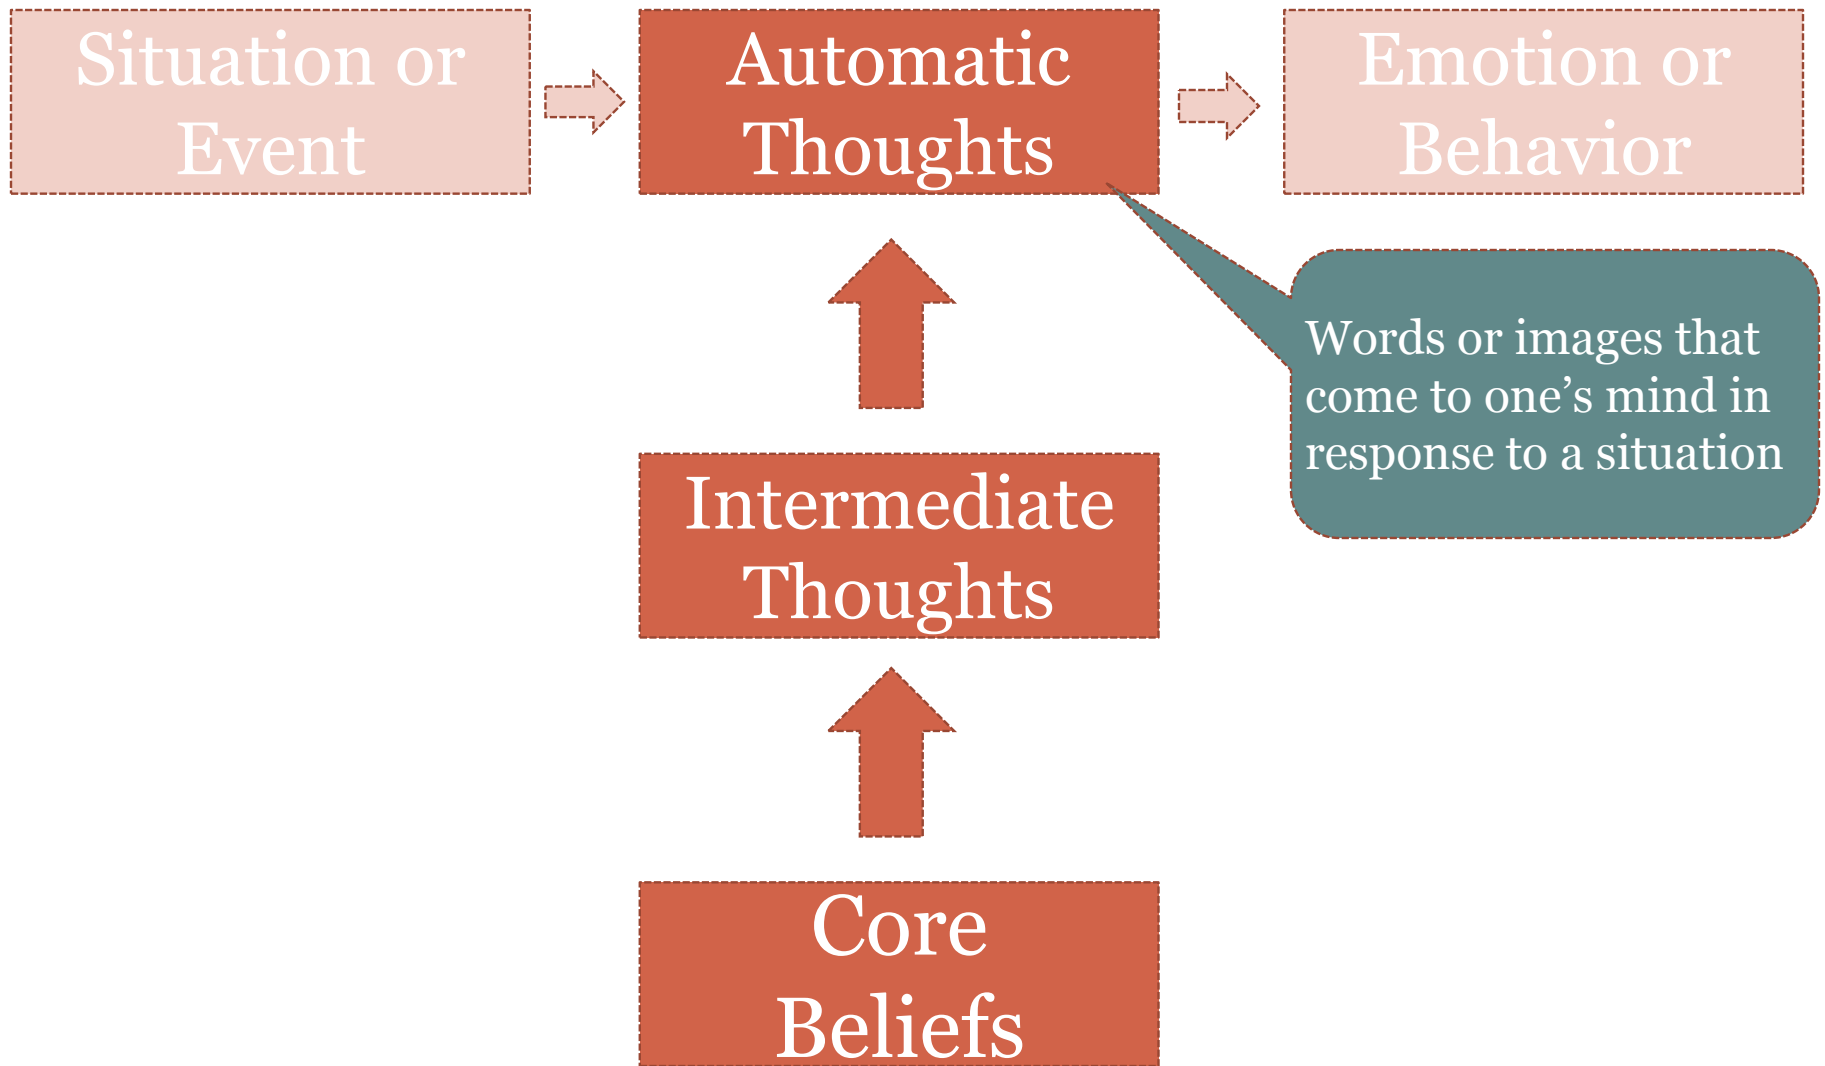 Situation or
Event
Automatic
Thoughts
Emotion or
Behavior
Words or images that
come to one’s mind in
response to a situation
Intermediate
Thoughts
Core
Beliefs